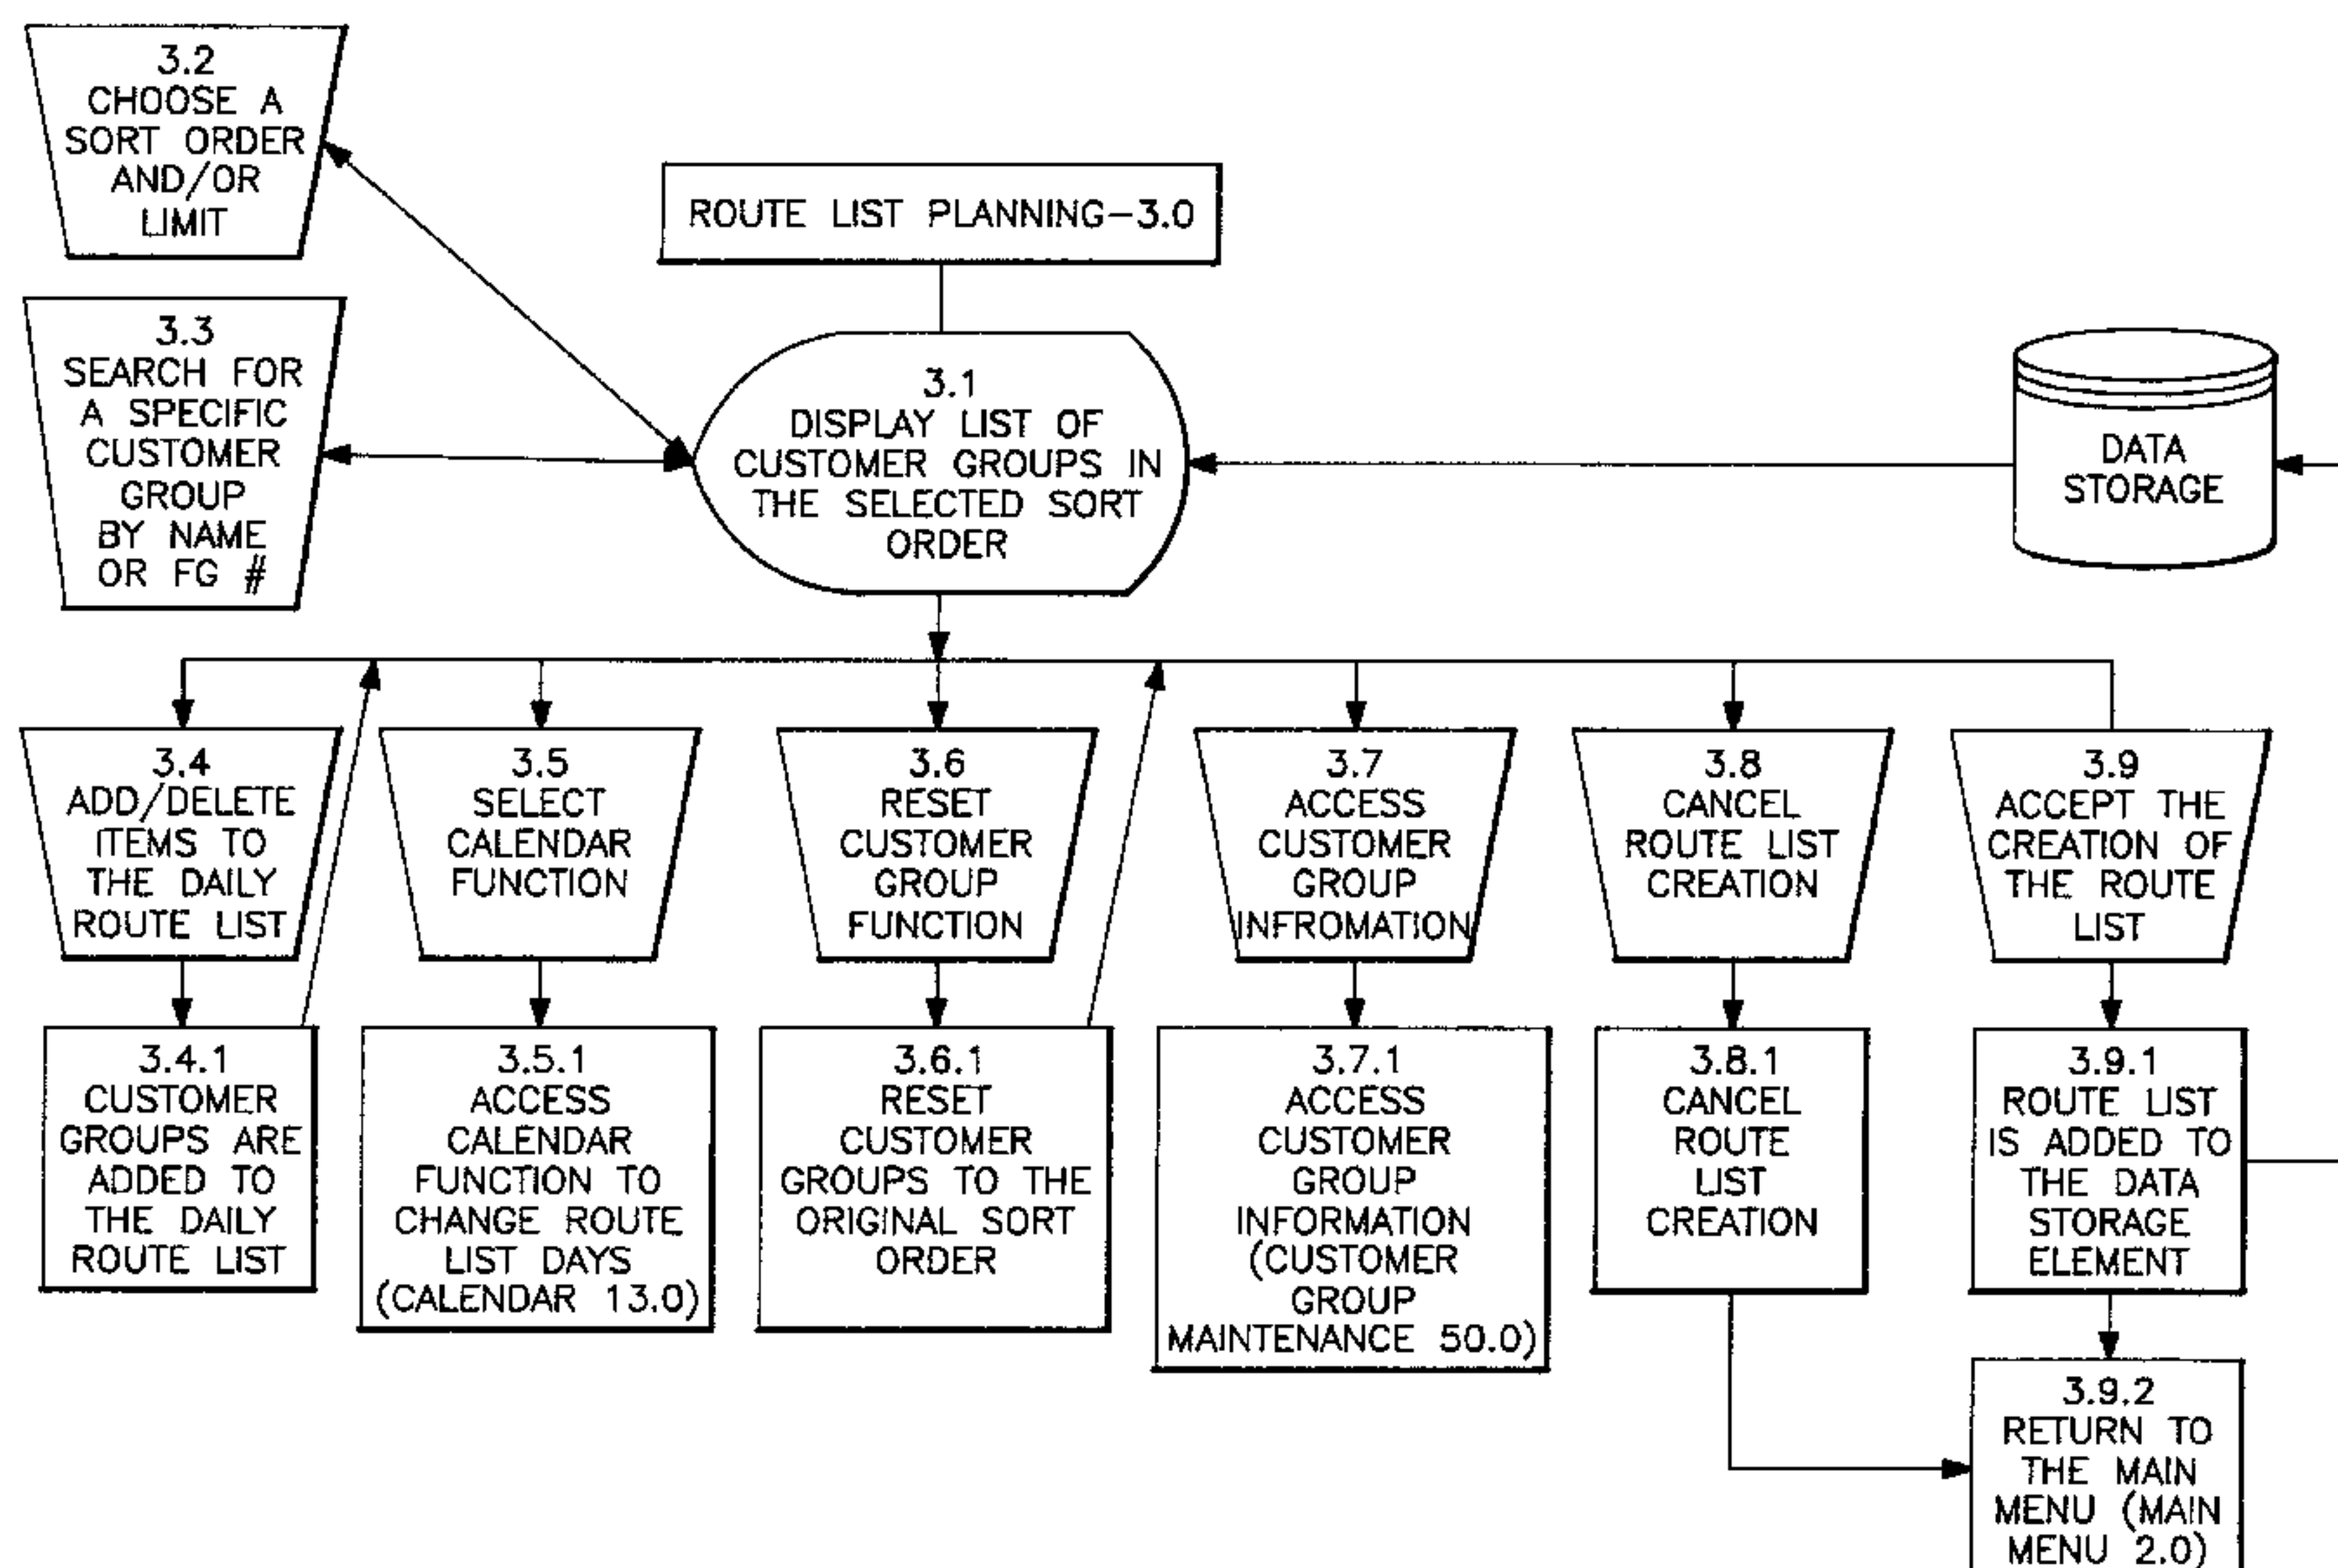 3.2
CHOOSE A
SORT ORDER
AND/OR
LIMIT
ROUTE LIST PLANNING-3.0
3.3
SEARCH FOR
A SPECIFIC
CUSTOMER
GROUP
BY NAME
OR FG #
3.1
DISPLAY LIST OF
CUSTOMER GROUPS IN
THE SELECTED SORT
ORDER
DATA
STORAGE
3.4
ADD/DELETE
ITEMS TO
THE DAILY
ROUTE LIST
3.5
SELECT
CALENDAR
FUNCTION
3.6
RESET
CUSTOMER
GROUP
FUNCTION
3.7
ACCESS
CUSTOMER
GROUP
INFROMATION
3.8
CANCEL
ROUTE LIST
CREATION
3.9
ACCEPT THE
CREATION OF
THE ROUTE
LIST
3.4.1
CUSTOMER
GROUPS ARE
ADDED TO
THE DAILY
ROUTE LIST
3.5.1
ACCESS
CALENDAR
FUNCTION TO
CHANGE ROUTE
LIST DAYS
(CALENDAR 13.0)
3.6.1
RESET
CUSTOMER
GROUPS TO THE
ORIGINAL SORT
ORDER
3.7.1
ACCESS
CUSTOMER
GROUP
INFORMATION
(CUSTOMER
GROUP
MAINTENANCE 50.0)
3.8.1
CANCEL
ROUTE
LIST
CREATION
3.9.1
ROUTE LIST
IS ADDED TO
THE DATA
STORAGE
ELEMENT
3.9.2
RETURN TO
THE MAIN
MENU (MAIN
MENU 2.0)